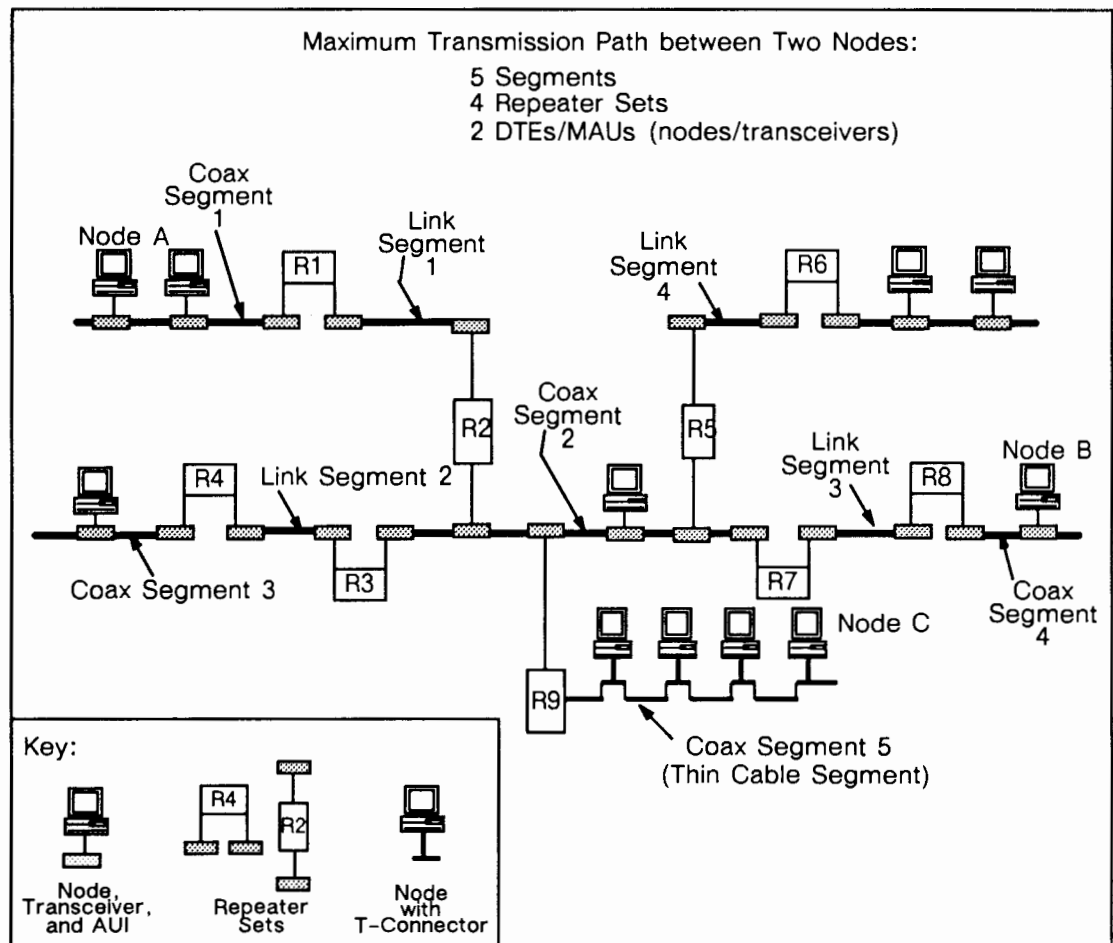 Maximum Transmission Path between Two Nodes:
5 Segments
4 Repeater Sets
2 DTEs/MAUs (nodes/transceivers)
Coax
Segment
1
Node A
R1
Link
Segment
1
Link
Segment
4
R6
R2
Coax
Segment
2
R5
R4
Link Segment 2
Link
Segment
3
R8
Node B
Coax Segment 3
R3
R7
Coax
Segment
4
Node C
R9
Coax Segment 5
(Thin Cable Segment)
Key:
R4
R2
Node,
Transceiver,
and AUI
Repeater
Sets
Node
with
T-Connector